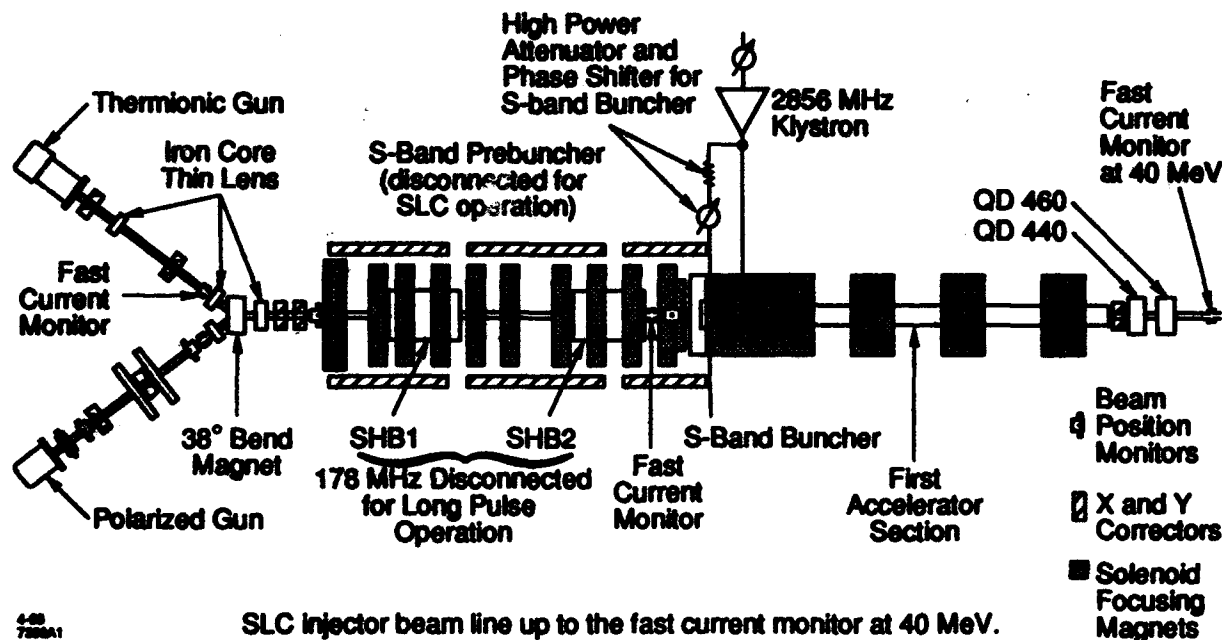 High Power
Attenuator and
Phase Shifter for
S-band Buncher
2856 MHz
Klystron
Fast
Current
Monitor
at 40 MeV
Thermionic Gun
Iron Core
Thin Lens
S-Band Prebuncher
(disconnected for
SLC operation)
QD 460
QD 440
Fast
Current
Monitor
38° Bend
Magnet
SHB1
SHB2
178 MHz Disconnected
for Long Pulse
Operation
Fast
Current
Monitor
S-Band Buncher
First
Accelerator
Section
Polarized Gun
Beam
Position
Monitors
X and Y
Correctors
Solenoid
Focusing
Magnets
SLC injector beam line up to the fast current monitor at 40 MeV.